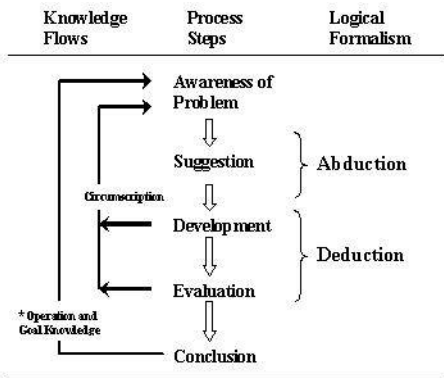 Knowledge Flows
Process Steps
Logical Formalism
Awareness of
Problem
Suggestion
Abduction
Circumscription
Development
Deduction
Evaluation
* Operation and
Goal Knowledge
Conclusion